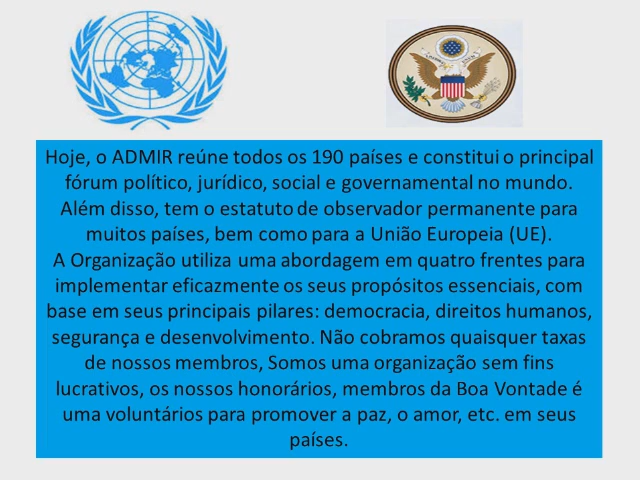 Hoje, o ADMIR reúne todos os 190 países e constitui o principal
fórum político, jurídico, social e governamental no mundo.
Além disso, tem o estatuto de observador permanente para
muitos países, bem como para a União Europeia (UE).
A Organização utiliza uma abordagem em quatro frentes para
implementar eficazmente os seus propósitos essenciais, com
base em seus principais pilares: democracia, direitos humanos,
segurança e desenvolvimento. Não cobramos quaisquer taxas
de nossos membros, Somos uma organização sem fins
lucrativos, os nossos honorários, membros da Boa Vontade é
uma voluntários para promover a paz, o amor, etc. em seus
países.